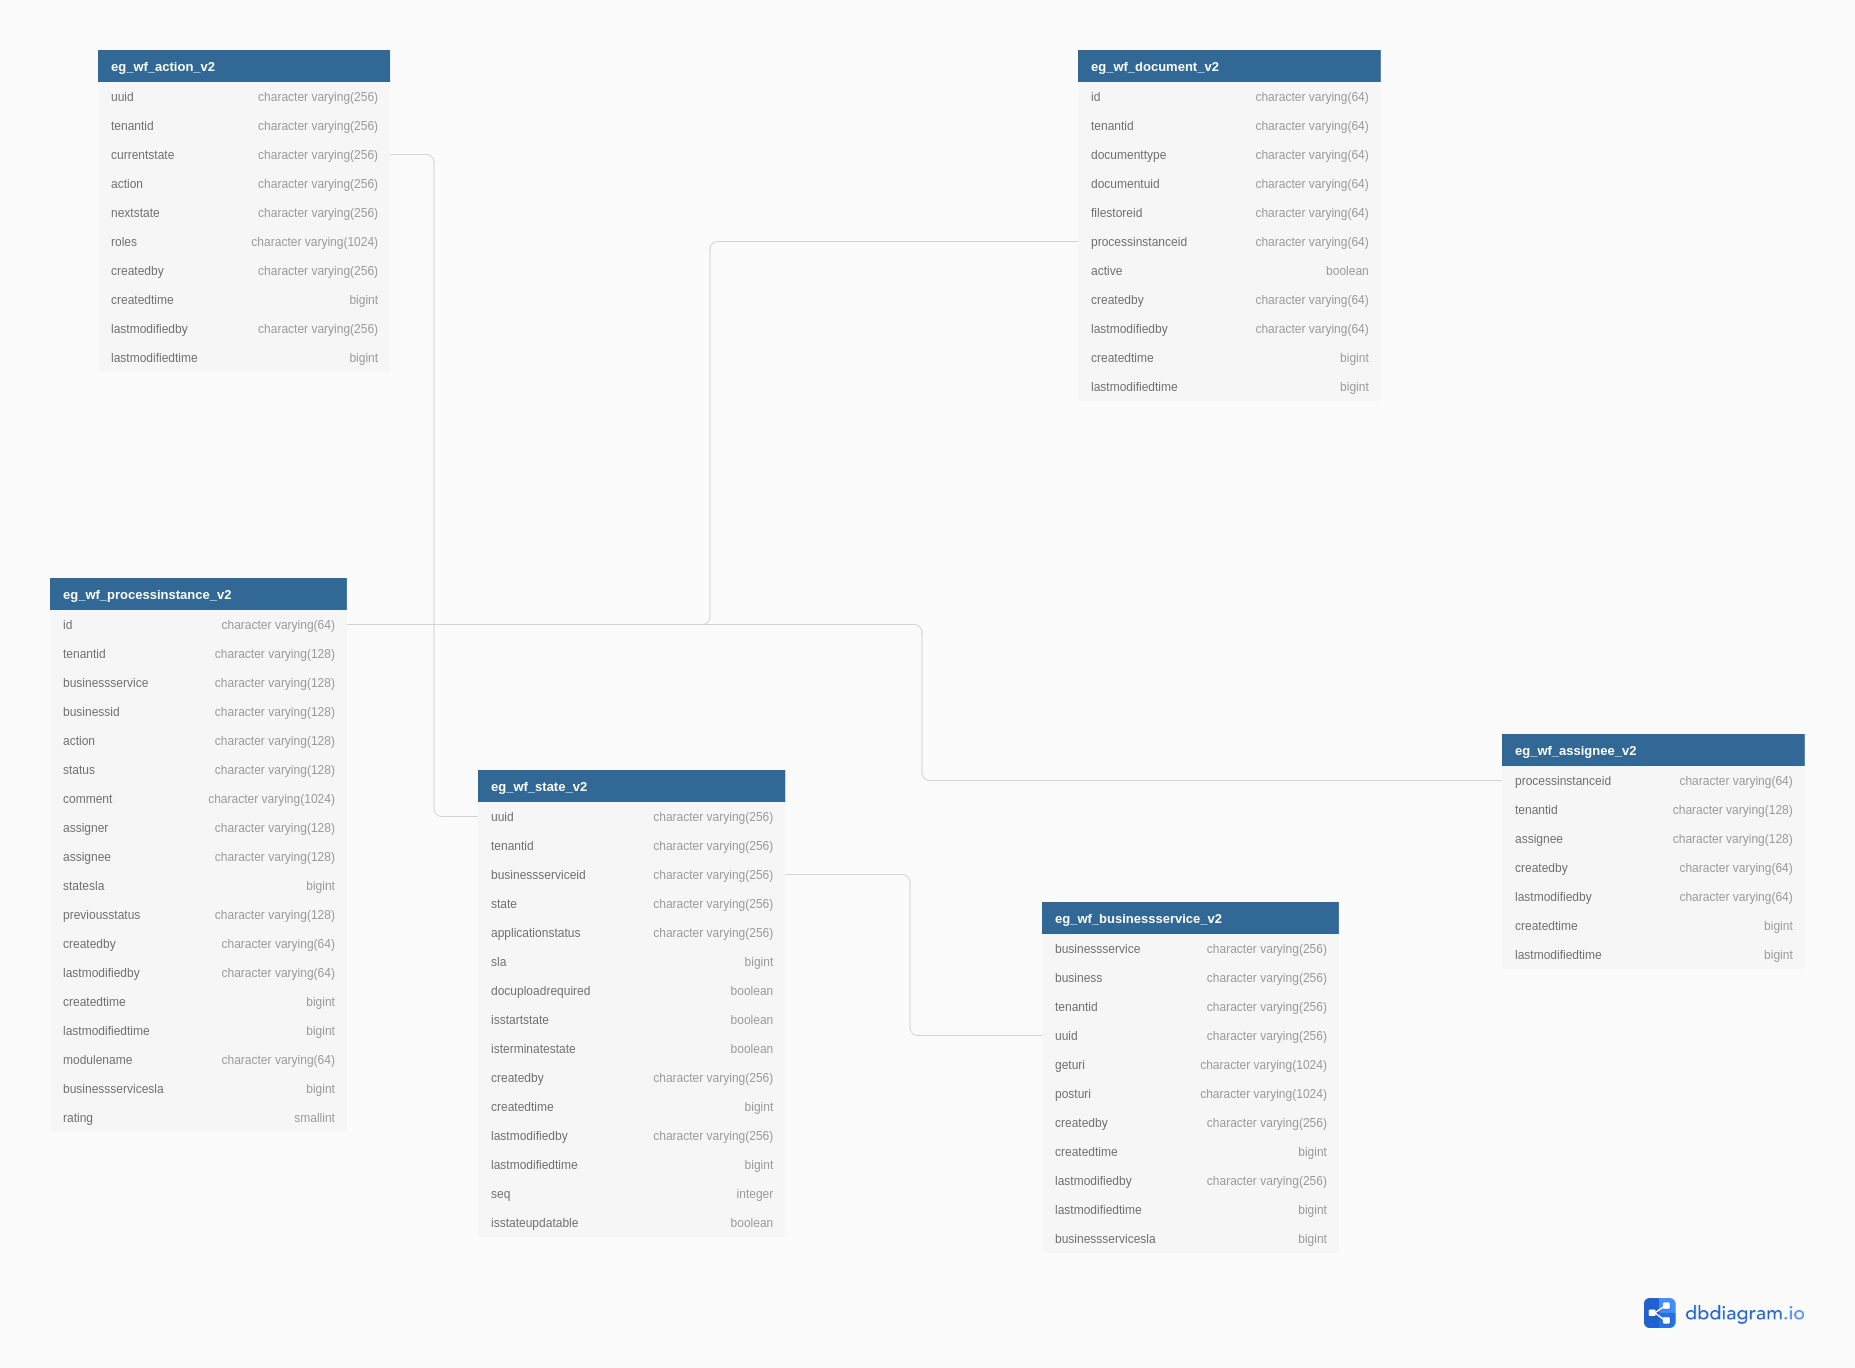 eg_wf_action_v2
uuid character varying(256)
tenantid character varying(256)
currentstate character varying(256)
action character varying(256)
nextstate character varying(256)
roles character varying(1024)
createdby character varying(256)
createdtime bigint
lastmodifiedby character varying(256)
lastmodifiedtime bigint
eg_wf_document_v2
id character varying(64)
tenantid character varying(64)
documenttype character varying(64)
documentuid character varying(64)
filestoreid character varying(64)
processinstanceid character varying(64)
active boolean
createdby character varying(64)
lastmodifiedby character varying(64)
createdtime bigint
lastmodifiedtime bigint
eg_wf_processinstance_v2
id character varying(64)
tenantid character varying(128)
businessservice character varying(128)
businessid character varying(128)
action character varying(128)
status character varying(128)
comment character varying(1024)
assigner character varying(128)
assignee character varying(128)
statesla bigint
previousstatus character varying(128)
createdby character varying(64)
lastmodifiedby character varying(64)
createdtime bigint
lastmodifiedtime bigint
modulename character varying(64)
businessservicesla bigint
rating smallint
eg_wf_state_v2
uuid character varying(256)
tenantid character varying(256)
businessserviceid character varying(256)
state character varying(256)
applicationstatus character varying(256)
sla bigint
docuploadrequired boolean
isstartstate boolean
isterminatestate boolean
createdby character varying(256)
createdtime bigint
lastmodifiedby character varying(256)
lastmodifiedtime bigint
seq integer
isstateupdatable boolean
eg_wf_businessservice_v2
businessservice character varying(256)
business character varying(256)
tenantid character varying(256)
uuid character varying(256)
geturi character varying(1024)
posturi character varying(1024)
createdby character varying(256)
createdtime bigint
lastmodifiedby character varying(256)
lastmodifiedtime bigint
businessservicesla bigint
eg_wf_assignee_v2
processinstanceid character varying(64)
tenantid character varying(128)
assignee character varying(128)
createdby character varying(64)
lastmodifiedby character varying(64)
createdtime bigint
lastmodifiedtime bigint
dbdiagram.io